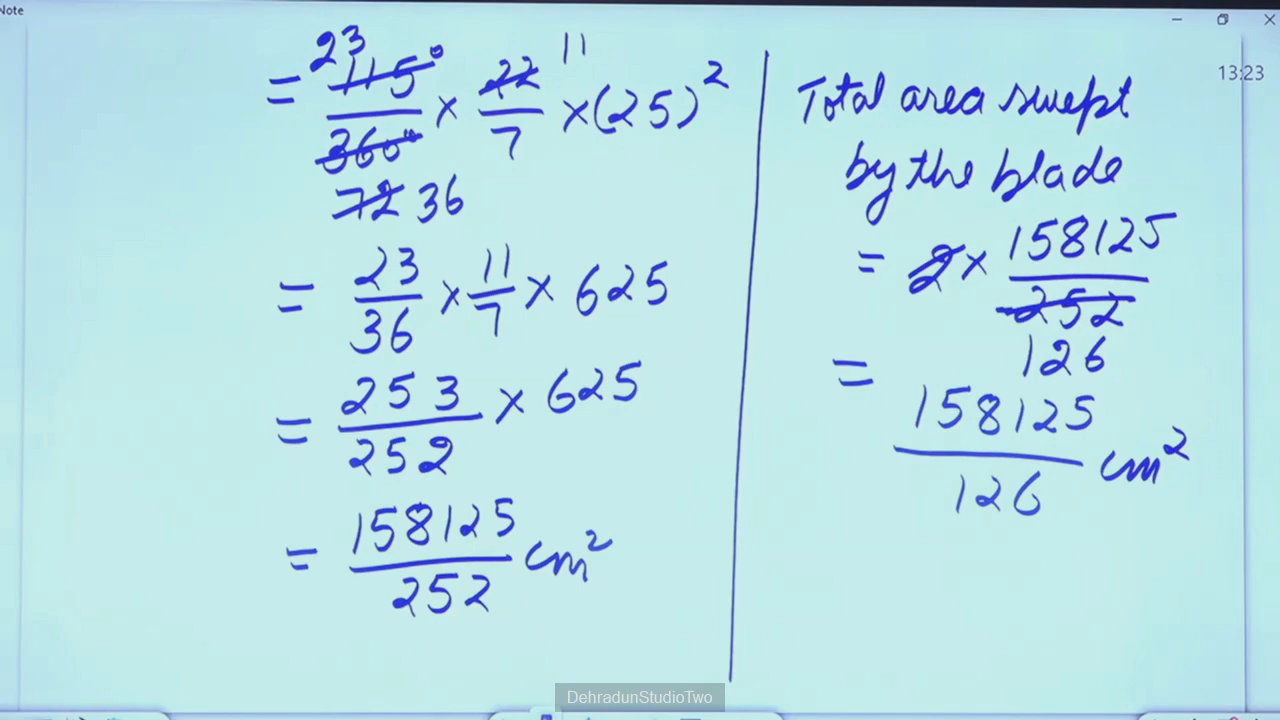 Note
13:23
23 11
= 115°/360° × 22/7 × (25)²
72 36
= 23/36 × 11/7 × 625
= 253/252 × 625
= 158125/252 cm²
Total area swept
by the blade
= 2 × 158125/252
126
= 158125/126 cm²
DehradunStudioTwo